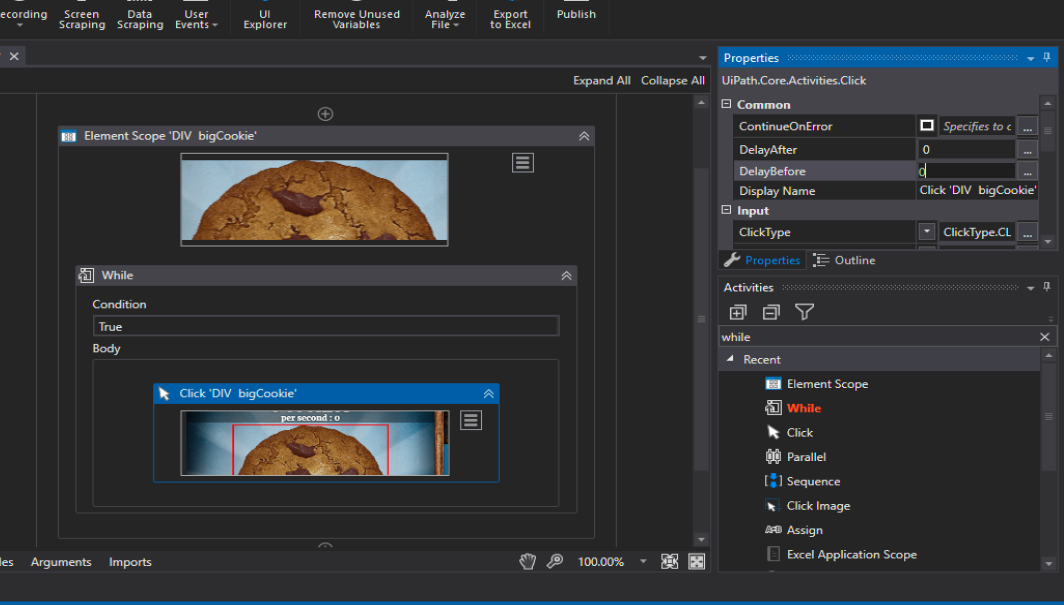 Screen Scraping
Data Scraping
User Events
UI Explorer
Remove Unused Variables
Analyze File
Export to Excel
Publish
Expand All Collapse All
Element Scope 'DIV bigCookie'
While
Condition
True
Body
Click 'DIV bigCookie'
per second : 0
Arguments Imports
100.00%
Properties
UiPath.Core.Activities.Click
Common
ContinueOnError Specifies to c ...
DelayAfter 0 ...
DelayBefore 0 ...
Display Name Click 'DIV bigCookie'
Input
ClickType ClickType.CL ...
Properties Outline
Activities
while
Recent
Element Scope
While
Click
Parallel
Sequence
Click Image
Assign
Excel Application Scope